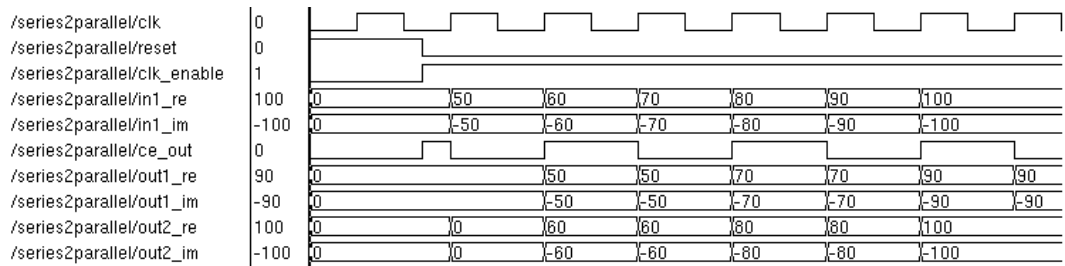 /series2parallel/clk 0
/series2parallel/reset 0
/series2parallel/clk_enable 1
/series2parallel/in1_re 100 0 50 60 70 80 90 100
/series2parallel/in1_im -100 0 -50 -60 -70 -80 -90 -100
/series2parallel/ce_out 0
/series2parallel/out1_re 90 0 50 50 70 70 90 90
/series2parallel/out1_im -90 0 -50 -50 -70 -70 -90 -90
/series2parallel/out2_re 100 0 0 60 60 80 80 100
/series2parallel/out2_im -100 0 0 -60 -60 -80 -80 -100